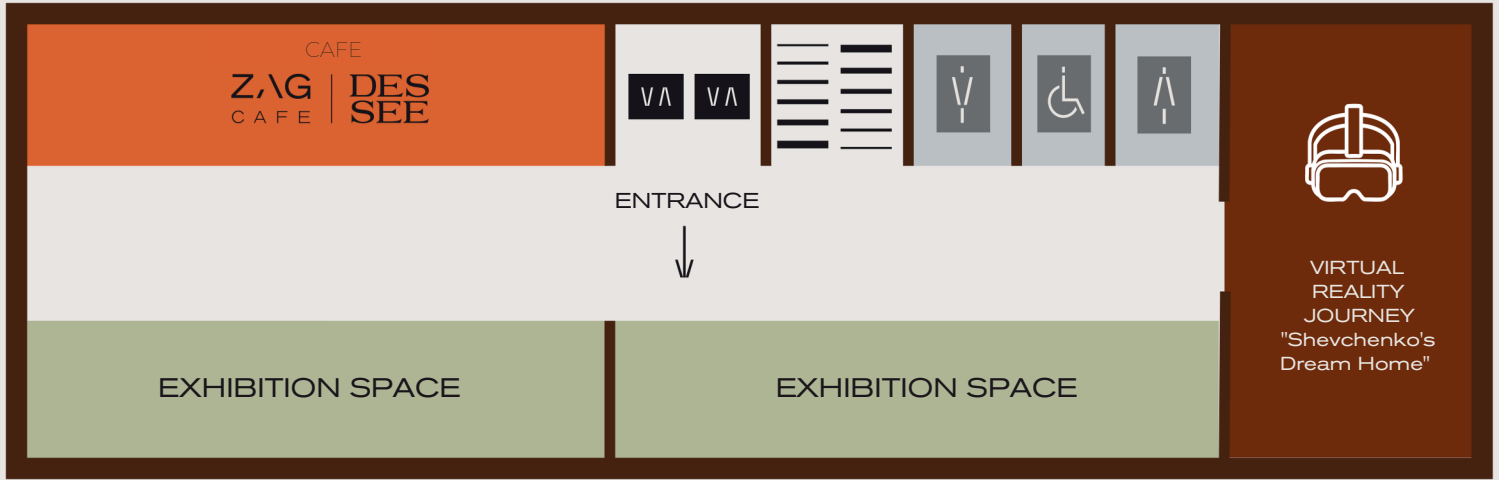 CAFE
ZAG
CAFE
DES
SEE
ENTRANCE
EXHIBITION SPACE
EXHIBITION SPACE
VIRTUAL
REALITY
JOURNEY
"Shevchenko's
Dream Home"